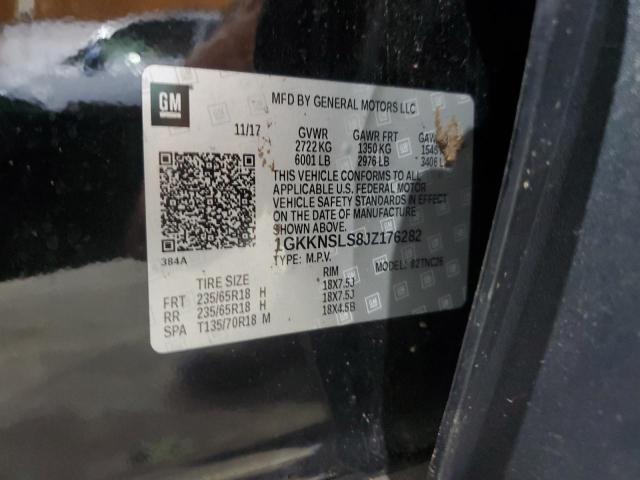 GM
MFD BY GENERAL MOTORS LLC
11/17
GVWR GAWR FRT
2722 KG 1350 KG
6001 LB 2976 LB 3406
THIS VEHICLE CONFORMS TO ALL
APPLICABLE U.S. FEDERAL MOTOR
VEHICLE SAFETY STANDARDS IN EFFECT
ON THE DATE OF MANUFACTURE
SHOWN ABOVE.
1GKKNSLS8JZ176282
TYPE: M.P.V. 82TNC26
384A
TIRE SIZE RIM
FRT 235/65R18 H 18X7.5J
RR 235/65R18 H 18X7.5J
SPA T135/70R18 M 18X4.5B